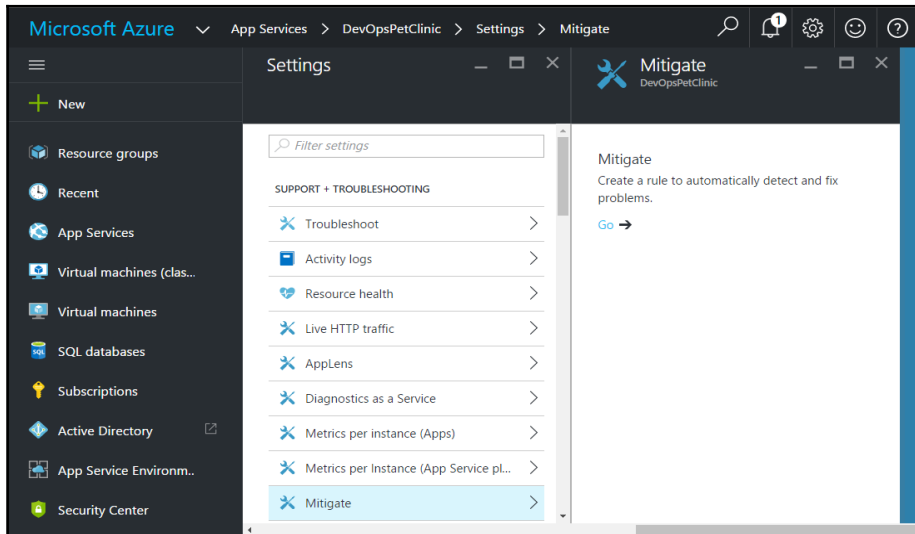 Microsoft Azure App Services > DevOpsPetClinic > Settings > Mitigate 1
Settings
Mitigate
DevOpsPetClinic
New
Resource groups
Recent
App Services
Virtual machines (clas...
Virtual machines
SQL databases
Subscriptions
Active Directory
App Service Environm..
Security Center
Filter settings
SUPPORT + TROUBLESHOOTING
Troubleshoot
Activity logs
Resource health
Live HTTP traffic
AppLens
Diagnostics as a Service
Metrics per instance (Apps)
Metrics per Instance (App Service pl...
Mitigate
Mitigate
Create a rule to automatically detect and fix
problems.
Go →